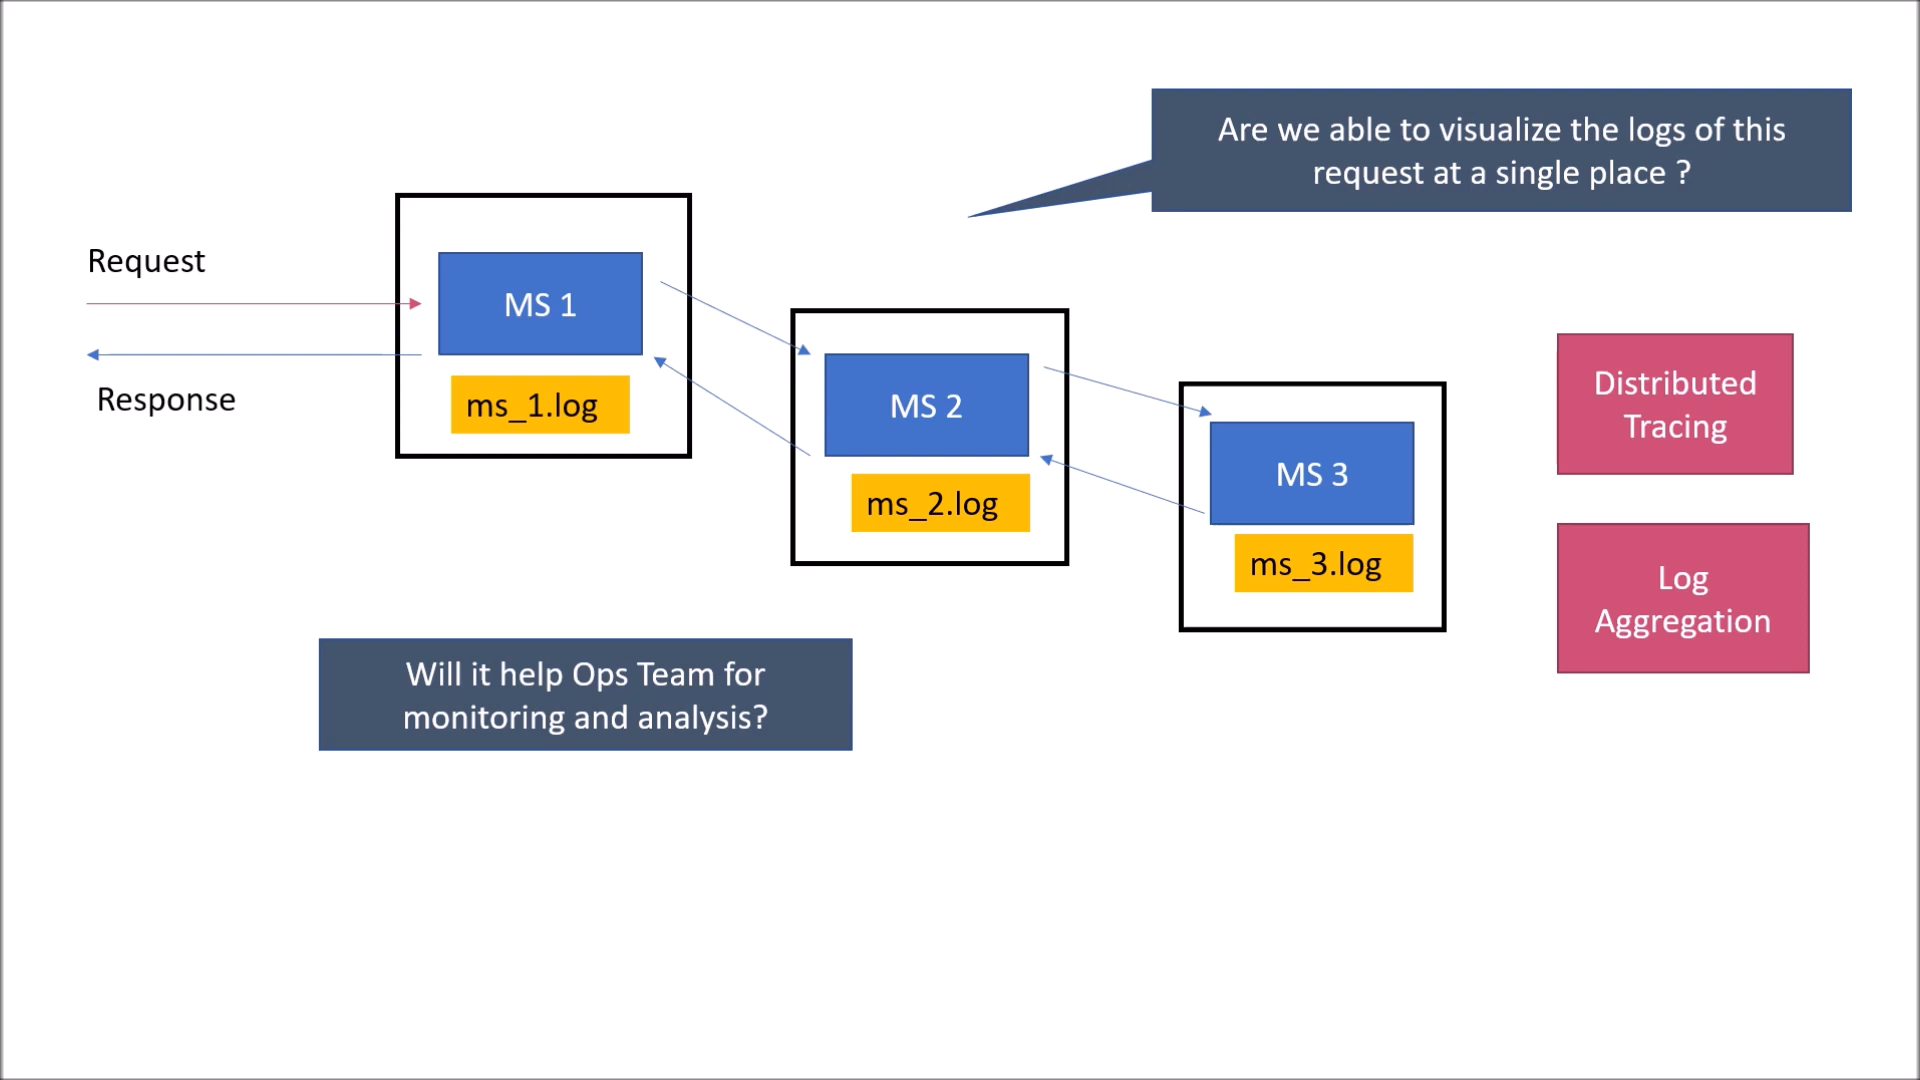 Are we able to visualize the logs of this
request at a single place ?
Request
MS 1
Response
ms_1.log
MS 2
ms_2.log
MS 3
ms_3.log
Distributed
Tracing
Log
Aggregation
Will it help Ops Team for
monitoring and analysis?